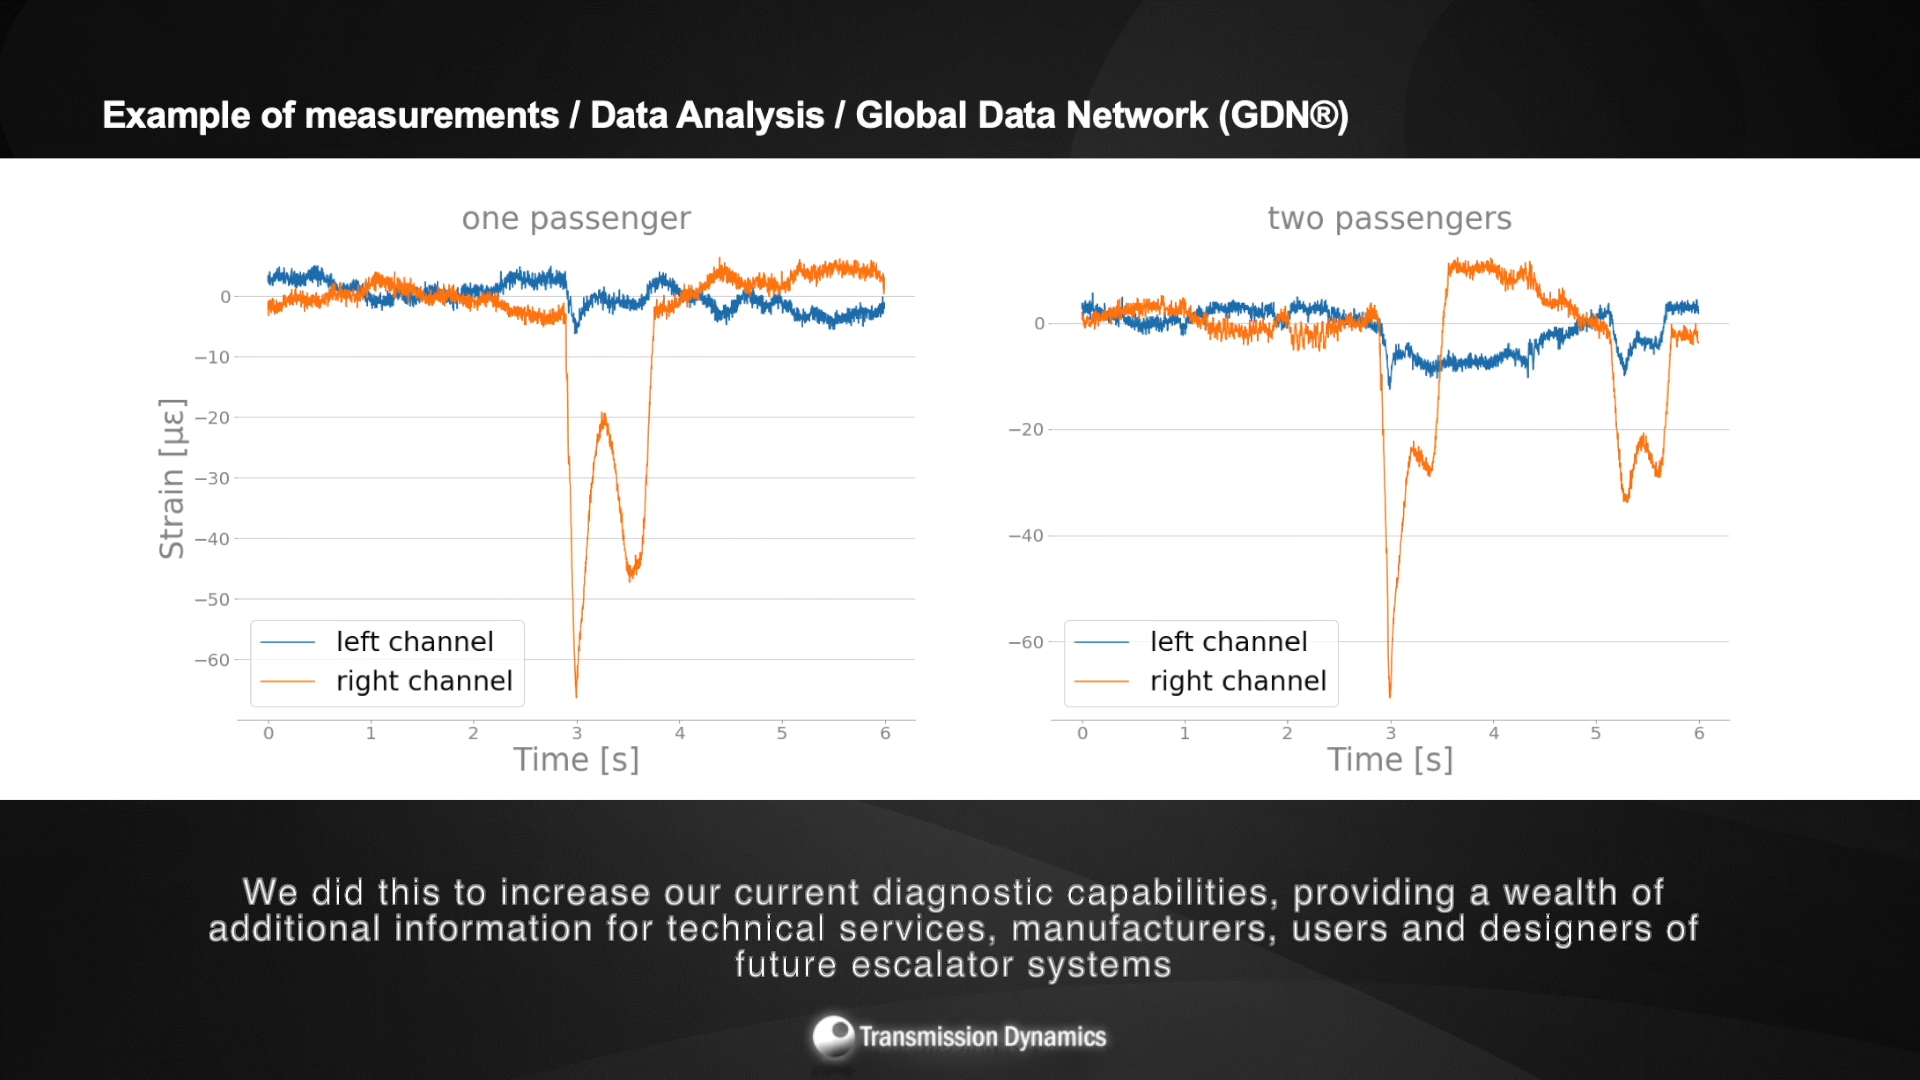 Example of measurements / Data Analysis / Global Data Network (GDN®)
one passenger
Strain [με]
0
−10
−20
−30
−40
−50
−60
left channel
right channel
0 1 2 3 4 5 6
Time [s]
two passengers
0
−20
−40
−60
left channel
right channel
0 1 2 3 4 5 6
Time [s]
We did this to increase our current diagnostic capabilities, providing a wealth of
additional information for technical services, manufacturers, users and designers of
future escalator systems
Transmission Dynamics